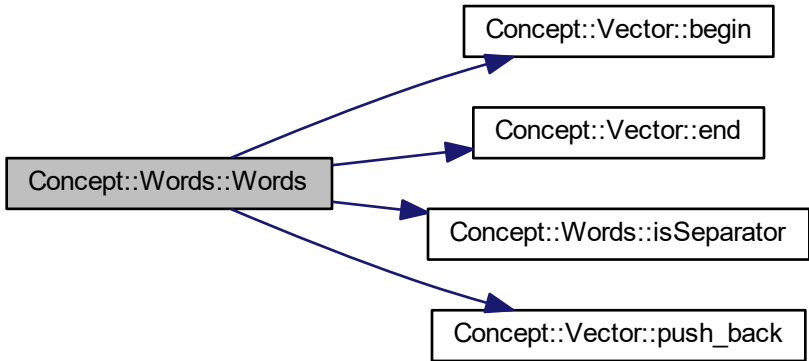 Concept::Vector::begin
Concept::Vector::end
Concept::Words::Words
Concept::Words::isSeparator
Concept::Vector::push_back